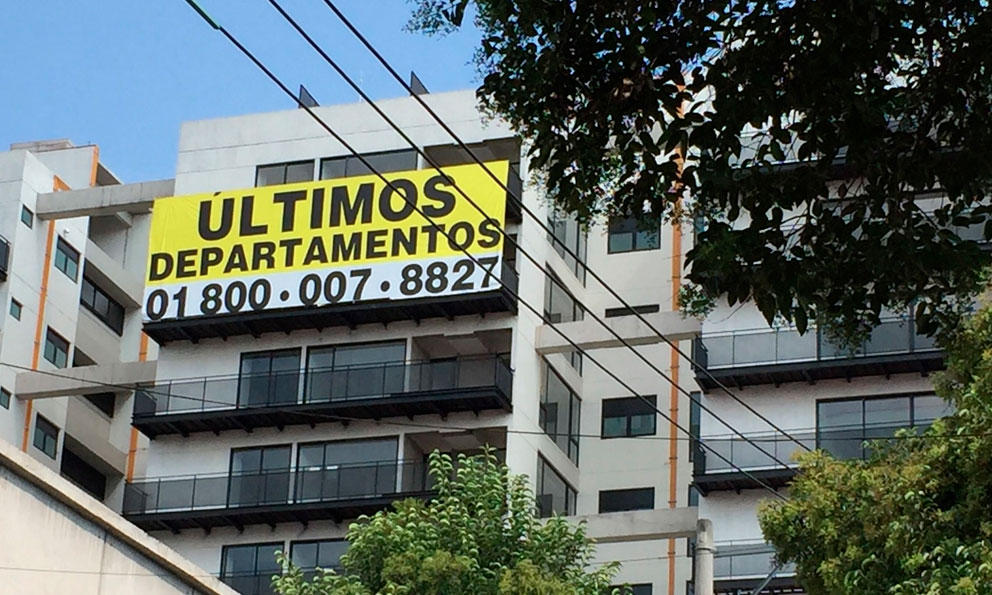 ÚLTIMOS
DEPARTAMENTOS
01 800 • 007 • 8827